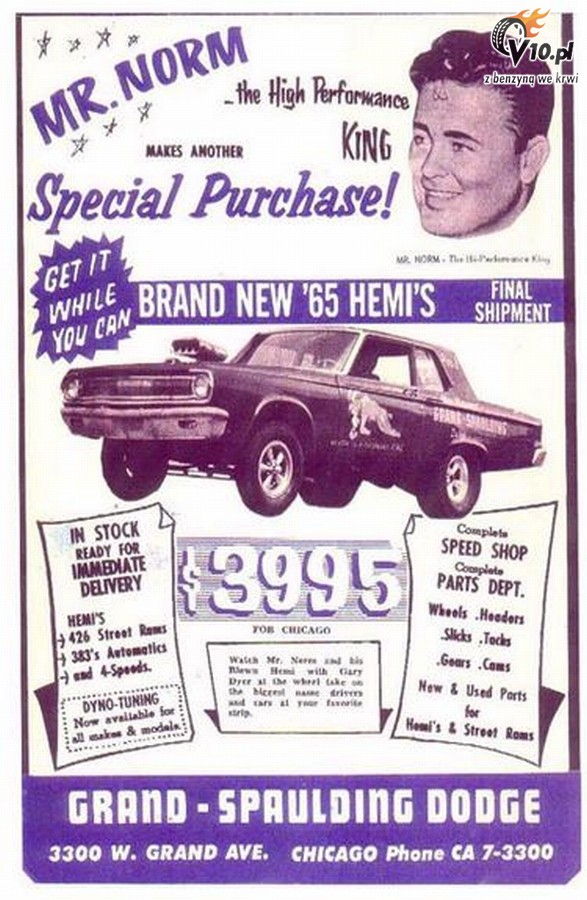 V10.pl
z benzyną we krwi
MR. NORM
...the High Performance
KING
MAKES ANOTHER
Special Purchase!
MR. NORM - The Hi-Performance King
GET IT
WHILE
YOU CAN
BRAND NEW '65 HEMI'S
FINAL
SHIPMENT
GRAND SPAULDING
IN STOCK
READY FOR
IMMEDIATE
DELIVERY
HEMI'S
426 Street Rams
383's Automatics
and 4-Speeds.
DYNO-TUNING
Now available for
all makes & models.
$3995
FOR CHICAGO
Watch Mr. Norm and his
Blown Hemi with Gary
Dyer at the wheel take on
the biggest name drivers
and cars at your favorite
strip.
Complete
SPEED SHOP
Complete
PARTS DEPT.
Wheels .Headers
.Slicks .Tachs
.Gears .Cams
New & Used Parts
for
Hemi's & Street Rams
GRAND - SPAULDING DODGE
3300 W. GRAND AVE. CHICAGO Phone CA 7-3300